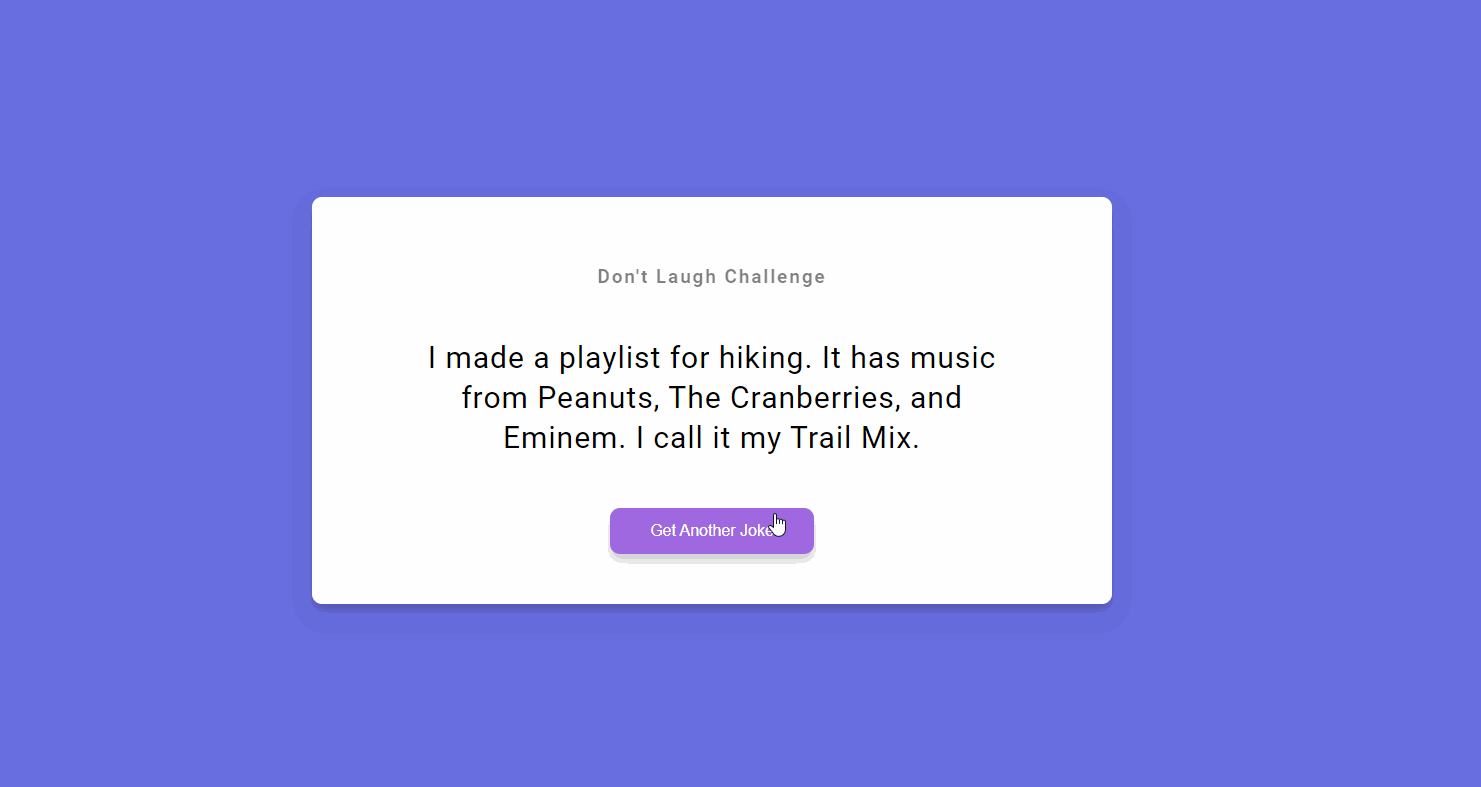 Don't Laugh Challenge
I made a playlist for hiking. It has music
from Peanuts, The Cranberries, and
Eminem. I call it my Trail Mix.
Get Another Joke